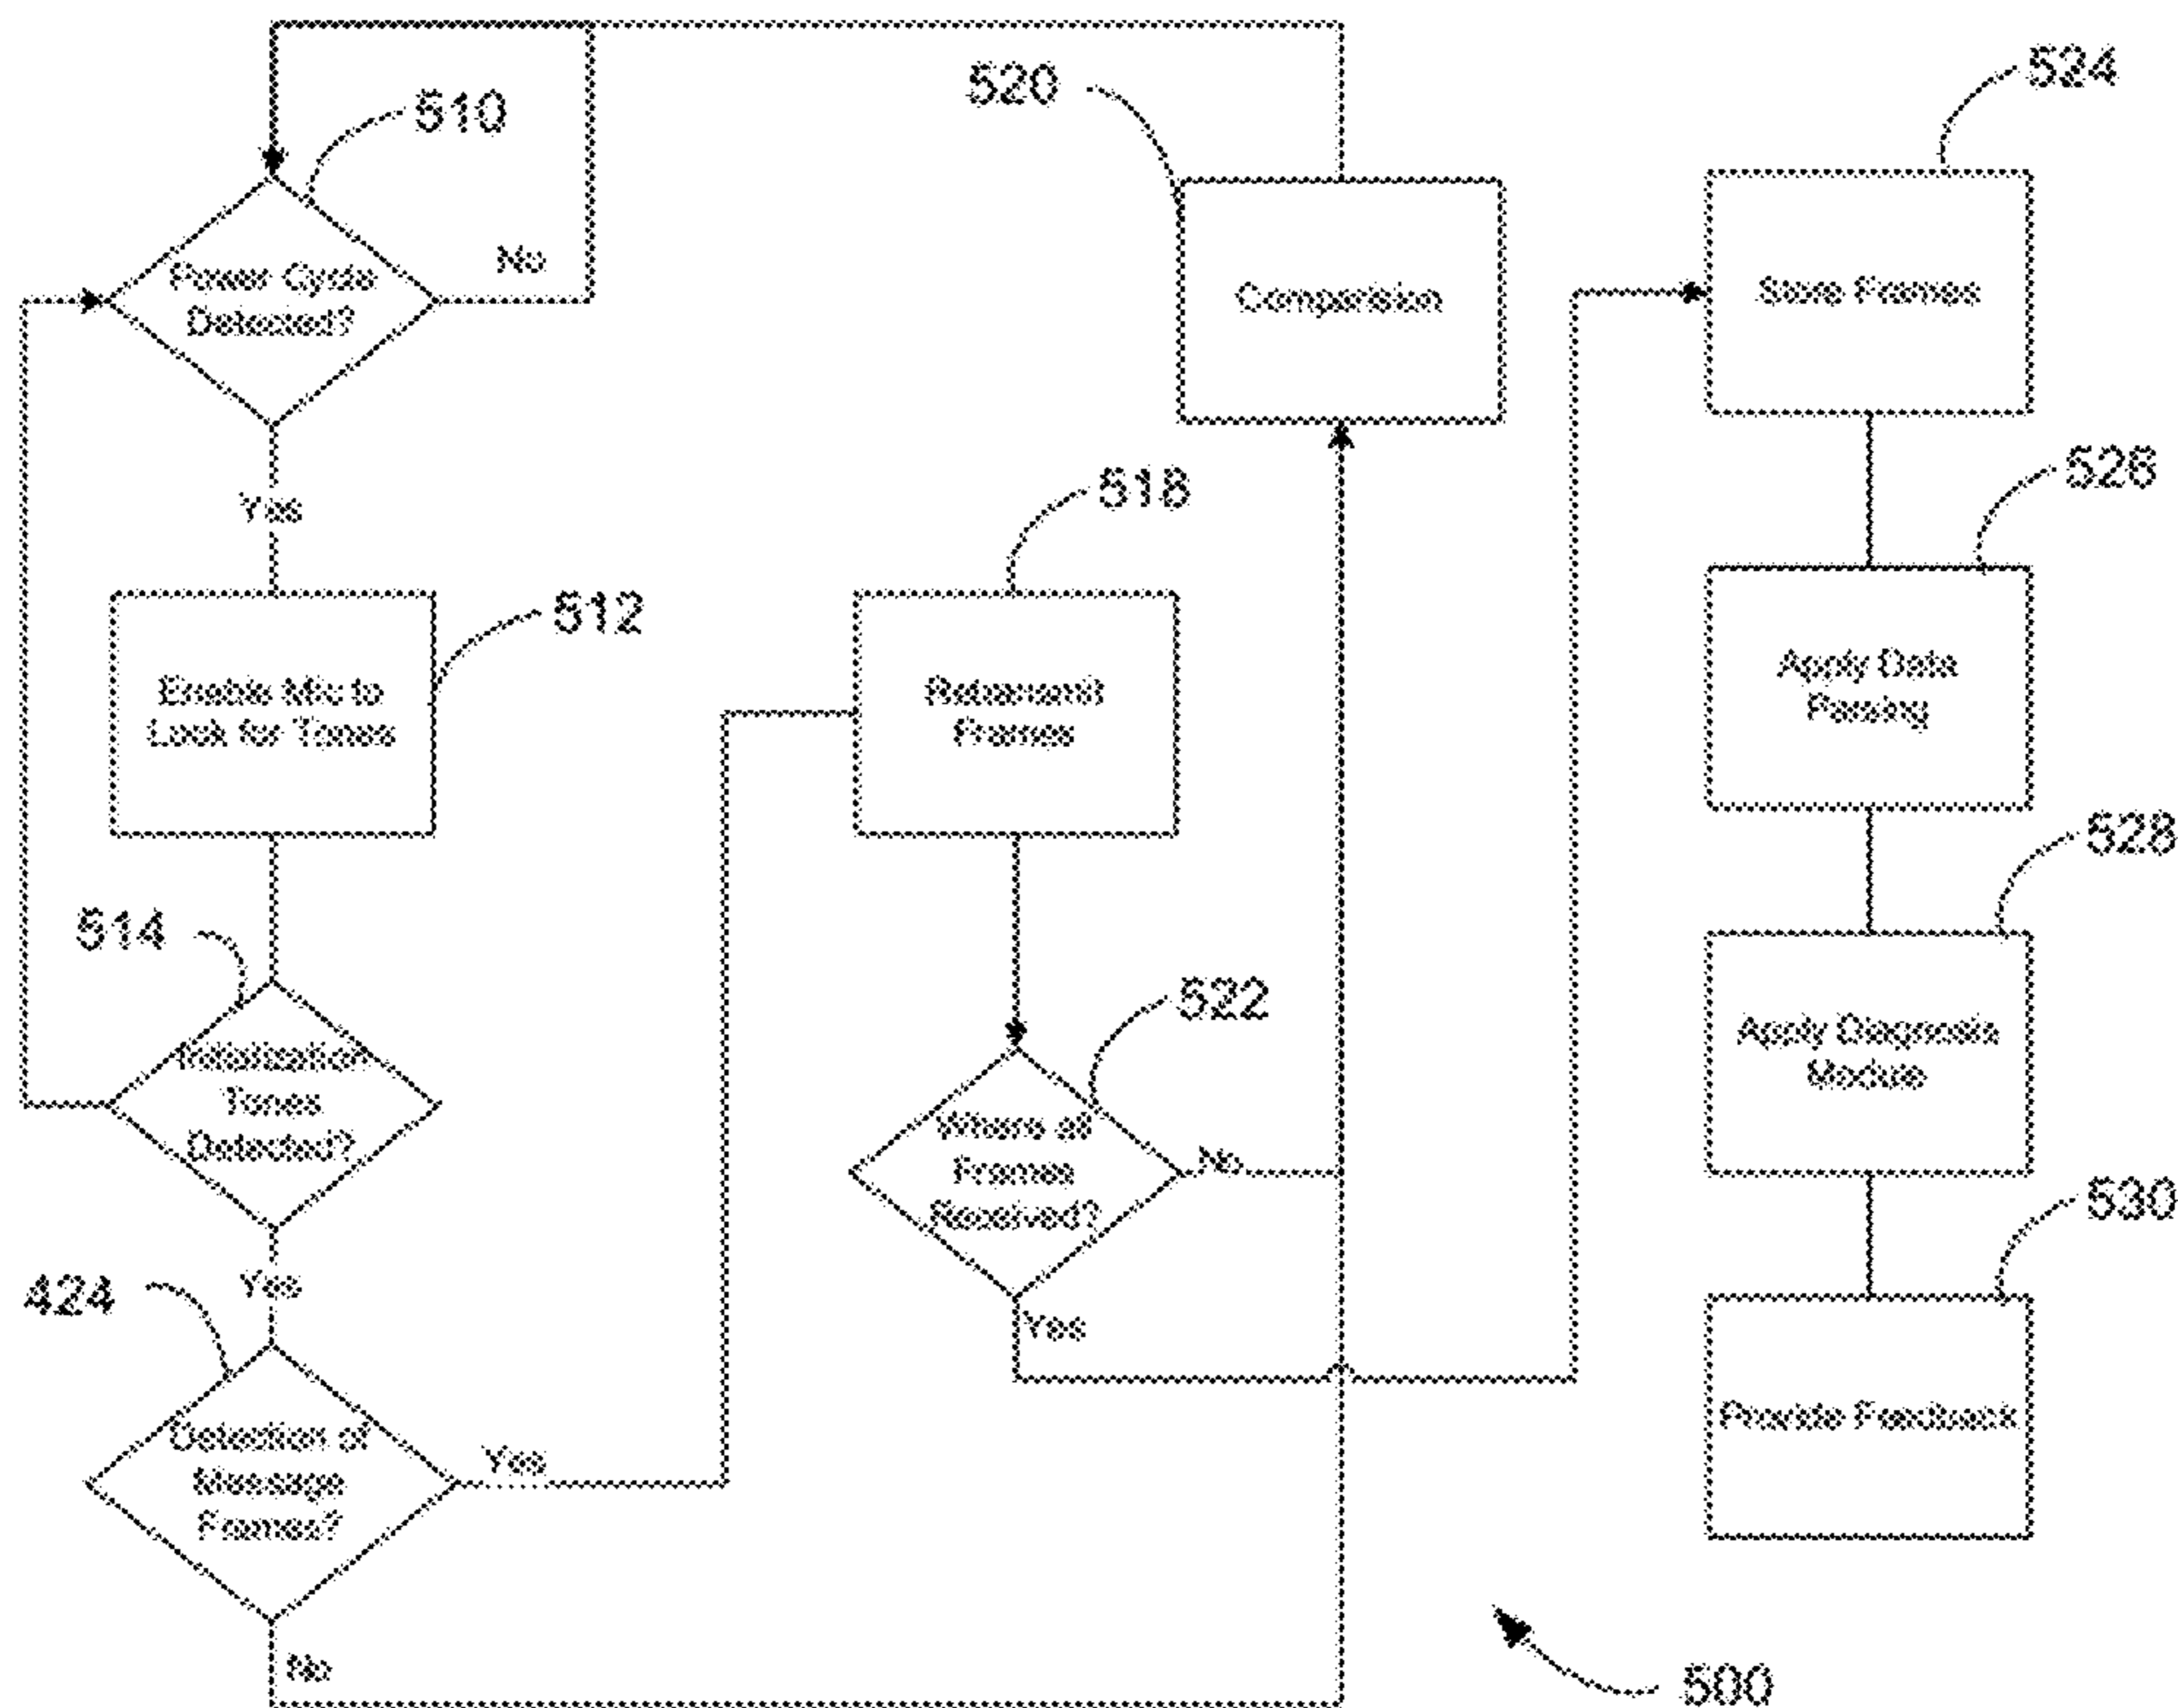 510
Power Cycle
Detected?
No
Yes
512
Enable Mic to
Look for Tones
514
Initialization
Tones
Detected?
Yes
424
Detection of
Message
Frames?
Yes
No
518
Frames
522
Where all
Frames
Received?
No
Yes
520
524
Store Frames
526
Apply Data
Parsing
528
Apply Diagnosis
Module
530
Provide Feedback
500